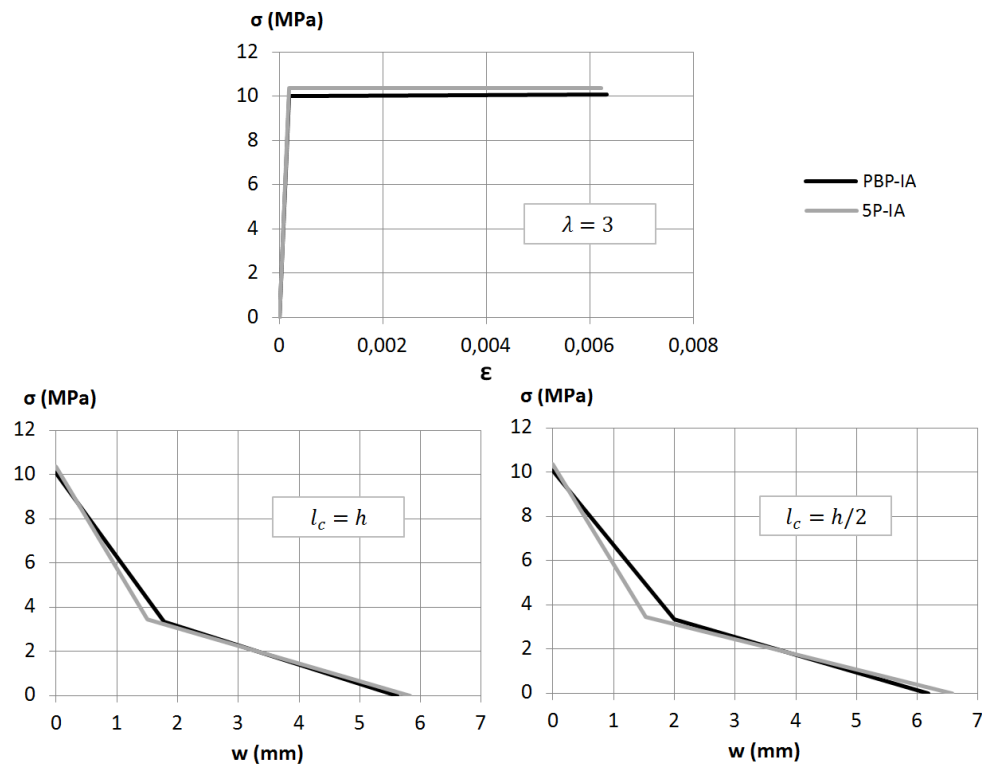 σ (MPa)
12
10
8
6
4
2
0
0 0,002 0,004 0,006 0,008
ε
λ = 3
PBP-IA
5P-IA
σ (MPa)
12
10
8
6
4
2
0
0 1 2 3 4 5 6 7
w (mm)
l_c = h
σ (MPa)
12
10
8
6
4
2
0
0 1 2 3 4 5 6 7
w (mm)
l_c = h/2